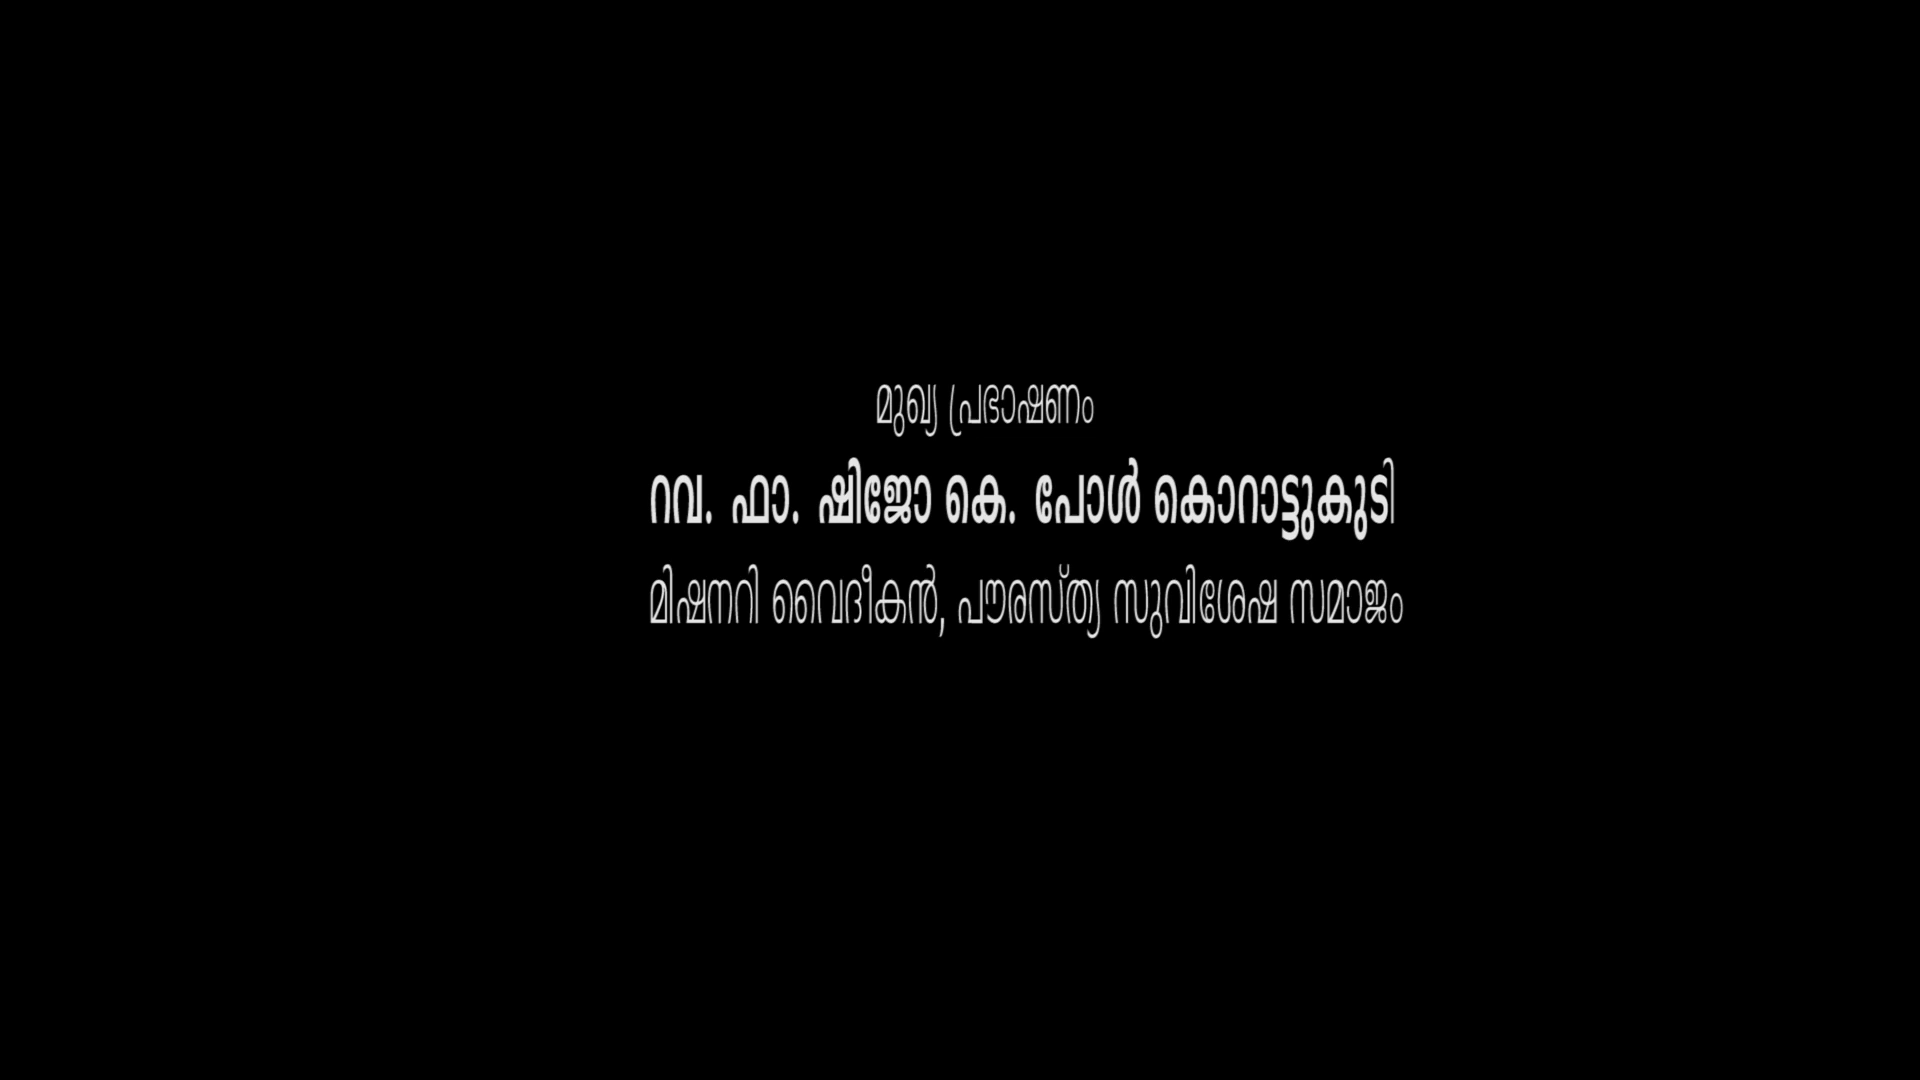 മുഖ്യ പ്രഭാഷണം
റവ. ഫാ. ഷിജോ കെ. പോൾ കൊറാട്ടുകുടി
മിഷനറി വൈദീകൻ, പൗരസ്ത്യ സുവിശേഷ സമാജം